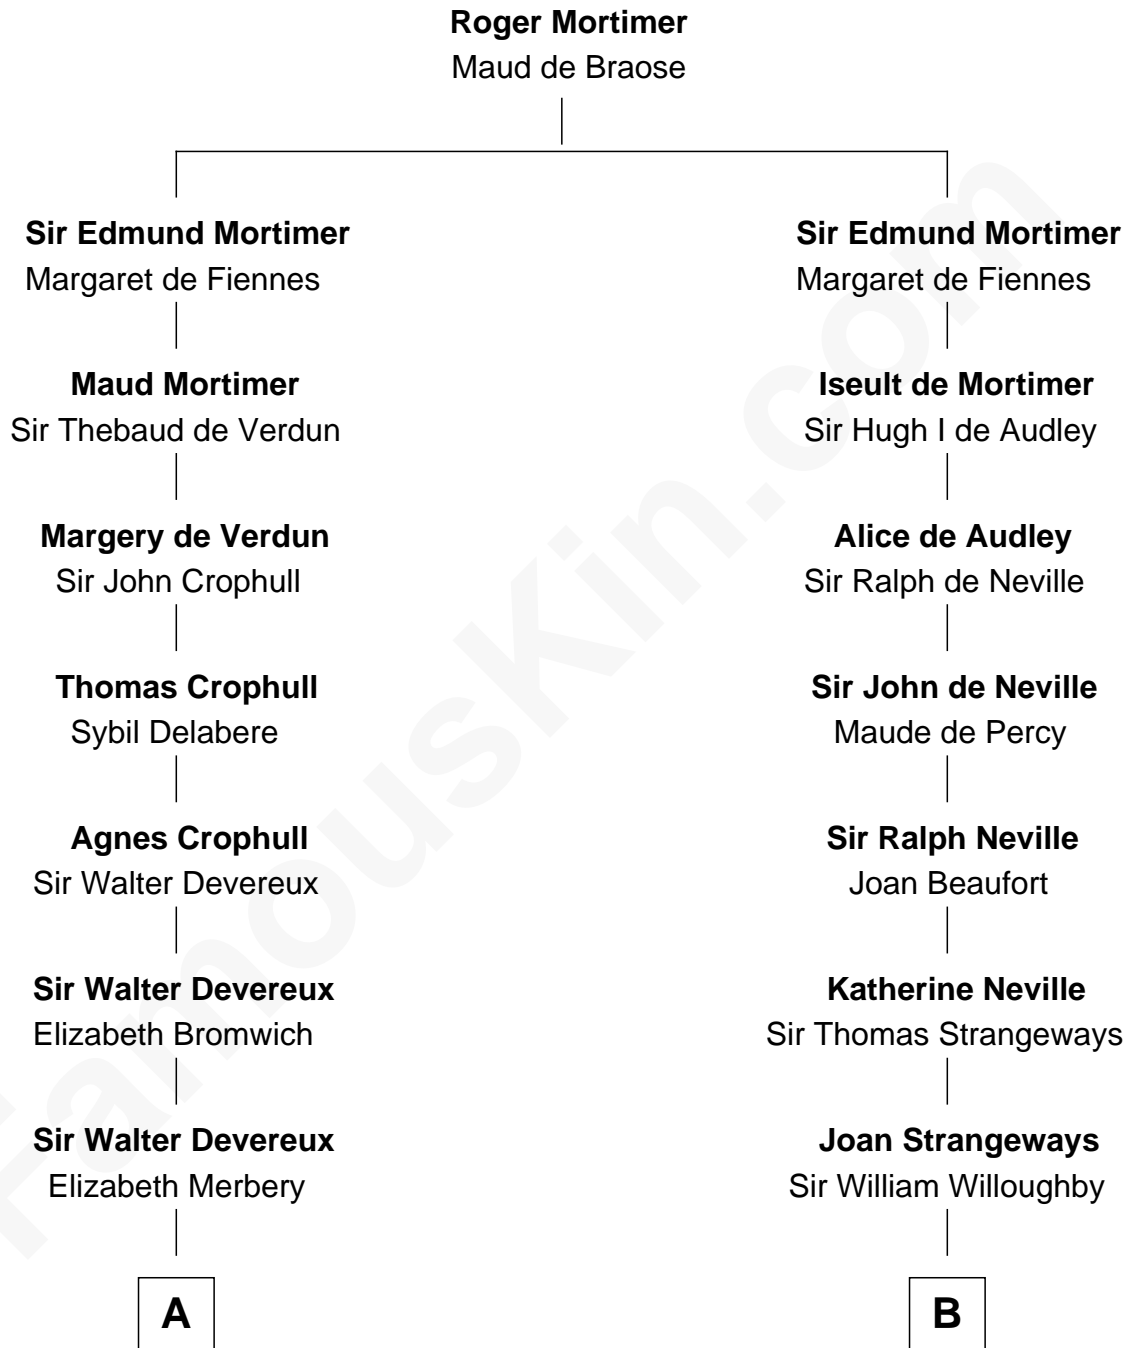 Roger Mortimer
Maud de Braose
Sir Edmund Mortimer
Margaret de Fiennes
Sir Edmund Mortimer
Margaret de Fiennes
Maud Mortimer
Sir Thebaud de Verdun
Iseult de Mortimer
Sir Hugh I de Audley
Margery de Verdun
Sir John Crophull
Alice de Audley
Sir Ralph de Neville
Thomas Crophull
Sybil Delabere
Sir John de Neville
Maude de Percy
Agnes Crophull
Sir Walter Devereux
Sir Ralph Neville
Joan Beaufort
Sir Walter Devereux
Elizabeth Bromwich
Katherine Neville
Sir Thomas Strangeways
Sir Walter Devereux
Elizabeth Merbery
Joan Strangeways
Sir William Willoughby
A
B
FamousKin.com